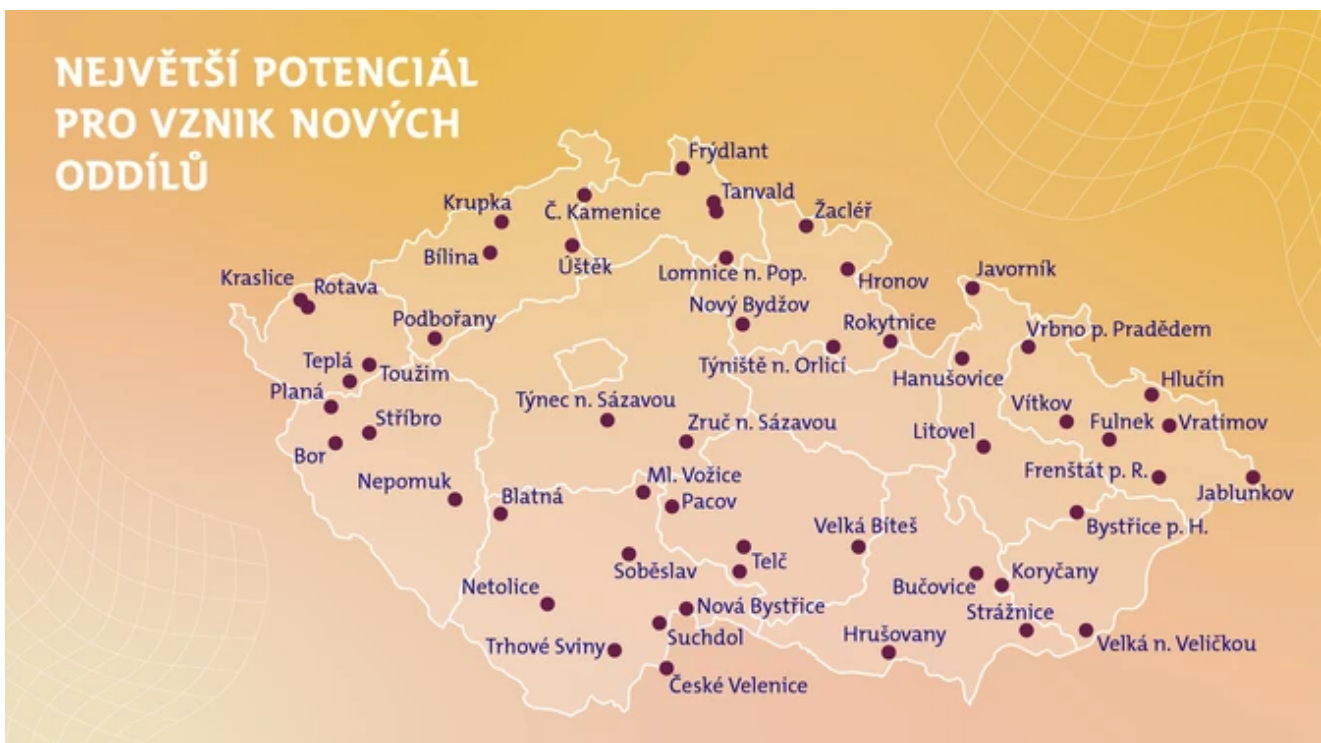 NEJVĚTŠÍ POTENCIÁL
PRO VZNIK NOVÝCH
ODDÍLŮ
Frýdlant
Tanvald
Krupka
Č. Kamenice
Žacléř
Bílina
Úštěk
Lomnice n. Pop.
Hronov
Javorník
Kraslice
Rotava
Nový Bydžov
Podbořany
Rokytnice
Vrbno p. Pradědem
Týniště n. Orlicí
Hanušovice
Teplá
Toužim
Hlučín
Planá
Týnec n. Sázavou
Vítkov
Stříbro
Zruč n. Sázavou
Litovel
Fulnek
Vratimov
Bor
Frenštát p. R.
Nepomuk
Ml. Vožice
Jablunkov
Blatná
Pacov
Velká Bíteš
Bystřice p. H.
Soběslav
Telč
Koryčany
Netolice
Bučovice
Nová Bystřice
Strážnice
Suchdol
Hrušovany
Trhové Sviny
Velká n. Veličkou
České Velenice